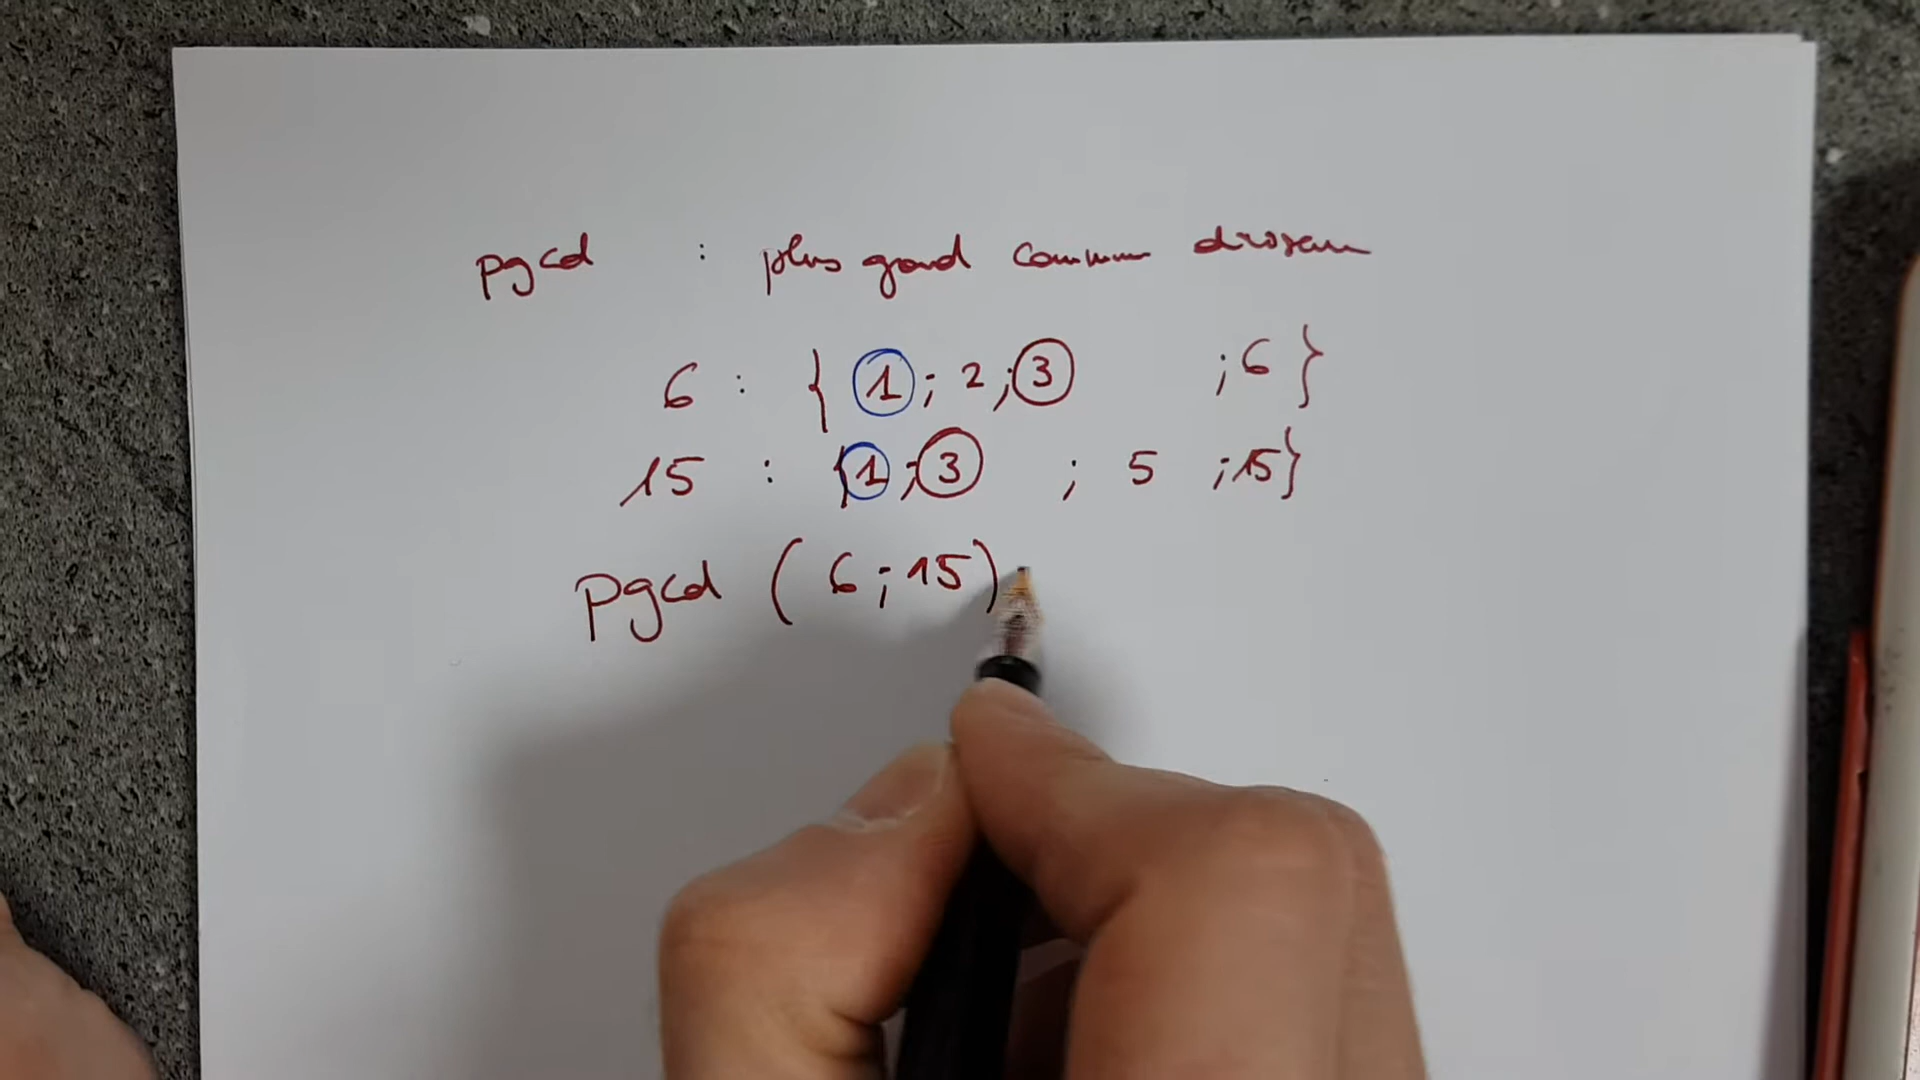 pgcd : plus grand commun diviseur
6 : { 1 ; 2 ; 3 ; 6 }
15 : { 1 ; 3 ; 5 ; 15 }
pgcd ( 6 ; 15 )